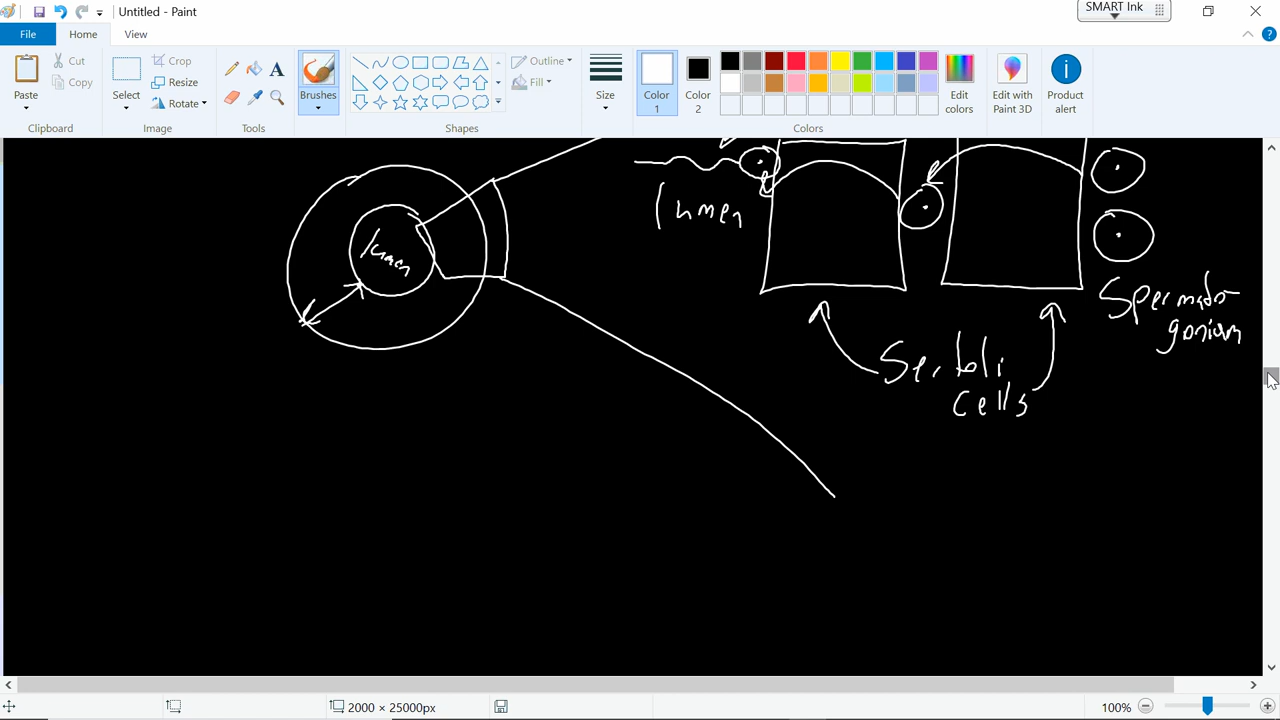 Untitled - Paint
SMART Ink
File
Home
View
Paste
Cut
Copy
Clipboard
Select
Crop
Resize
Rotate
Image
Tools
Brushes
Shapes
Outline
Fill
Size
Color 1
Color 2
Edit colors
Colors
Edit with Paint 3D
Product alert
lumen
lumen
Spermato-
gonium
Sertoli
cells
2000 × 25000px
100%